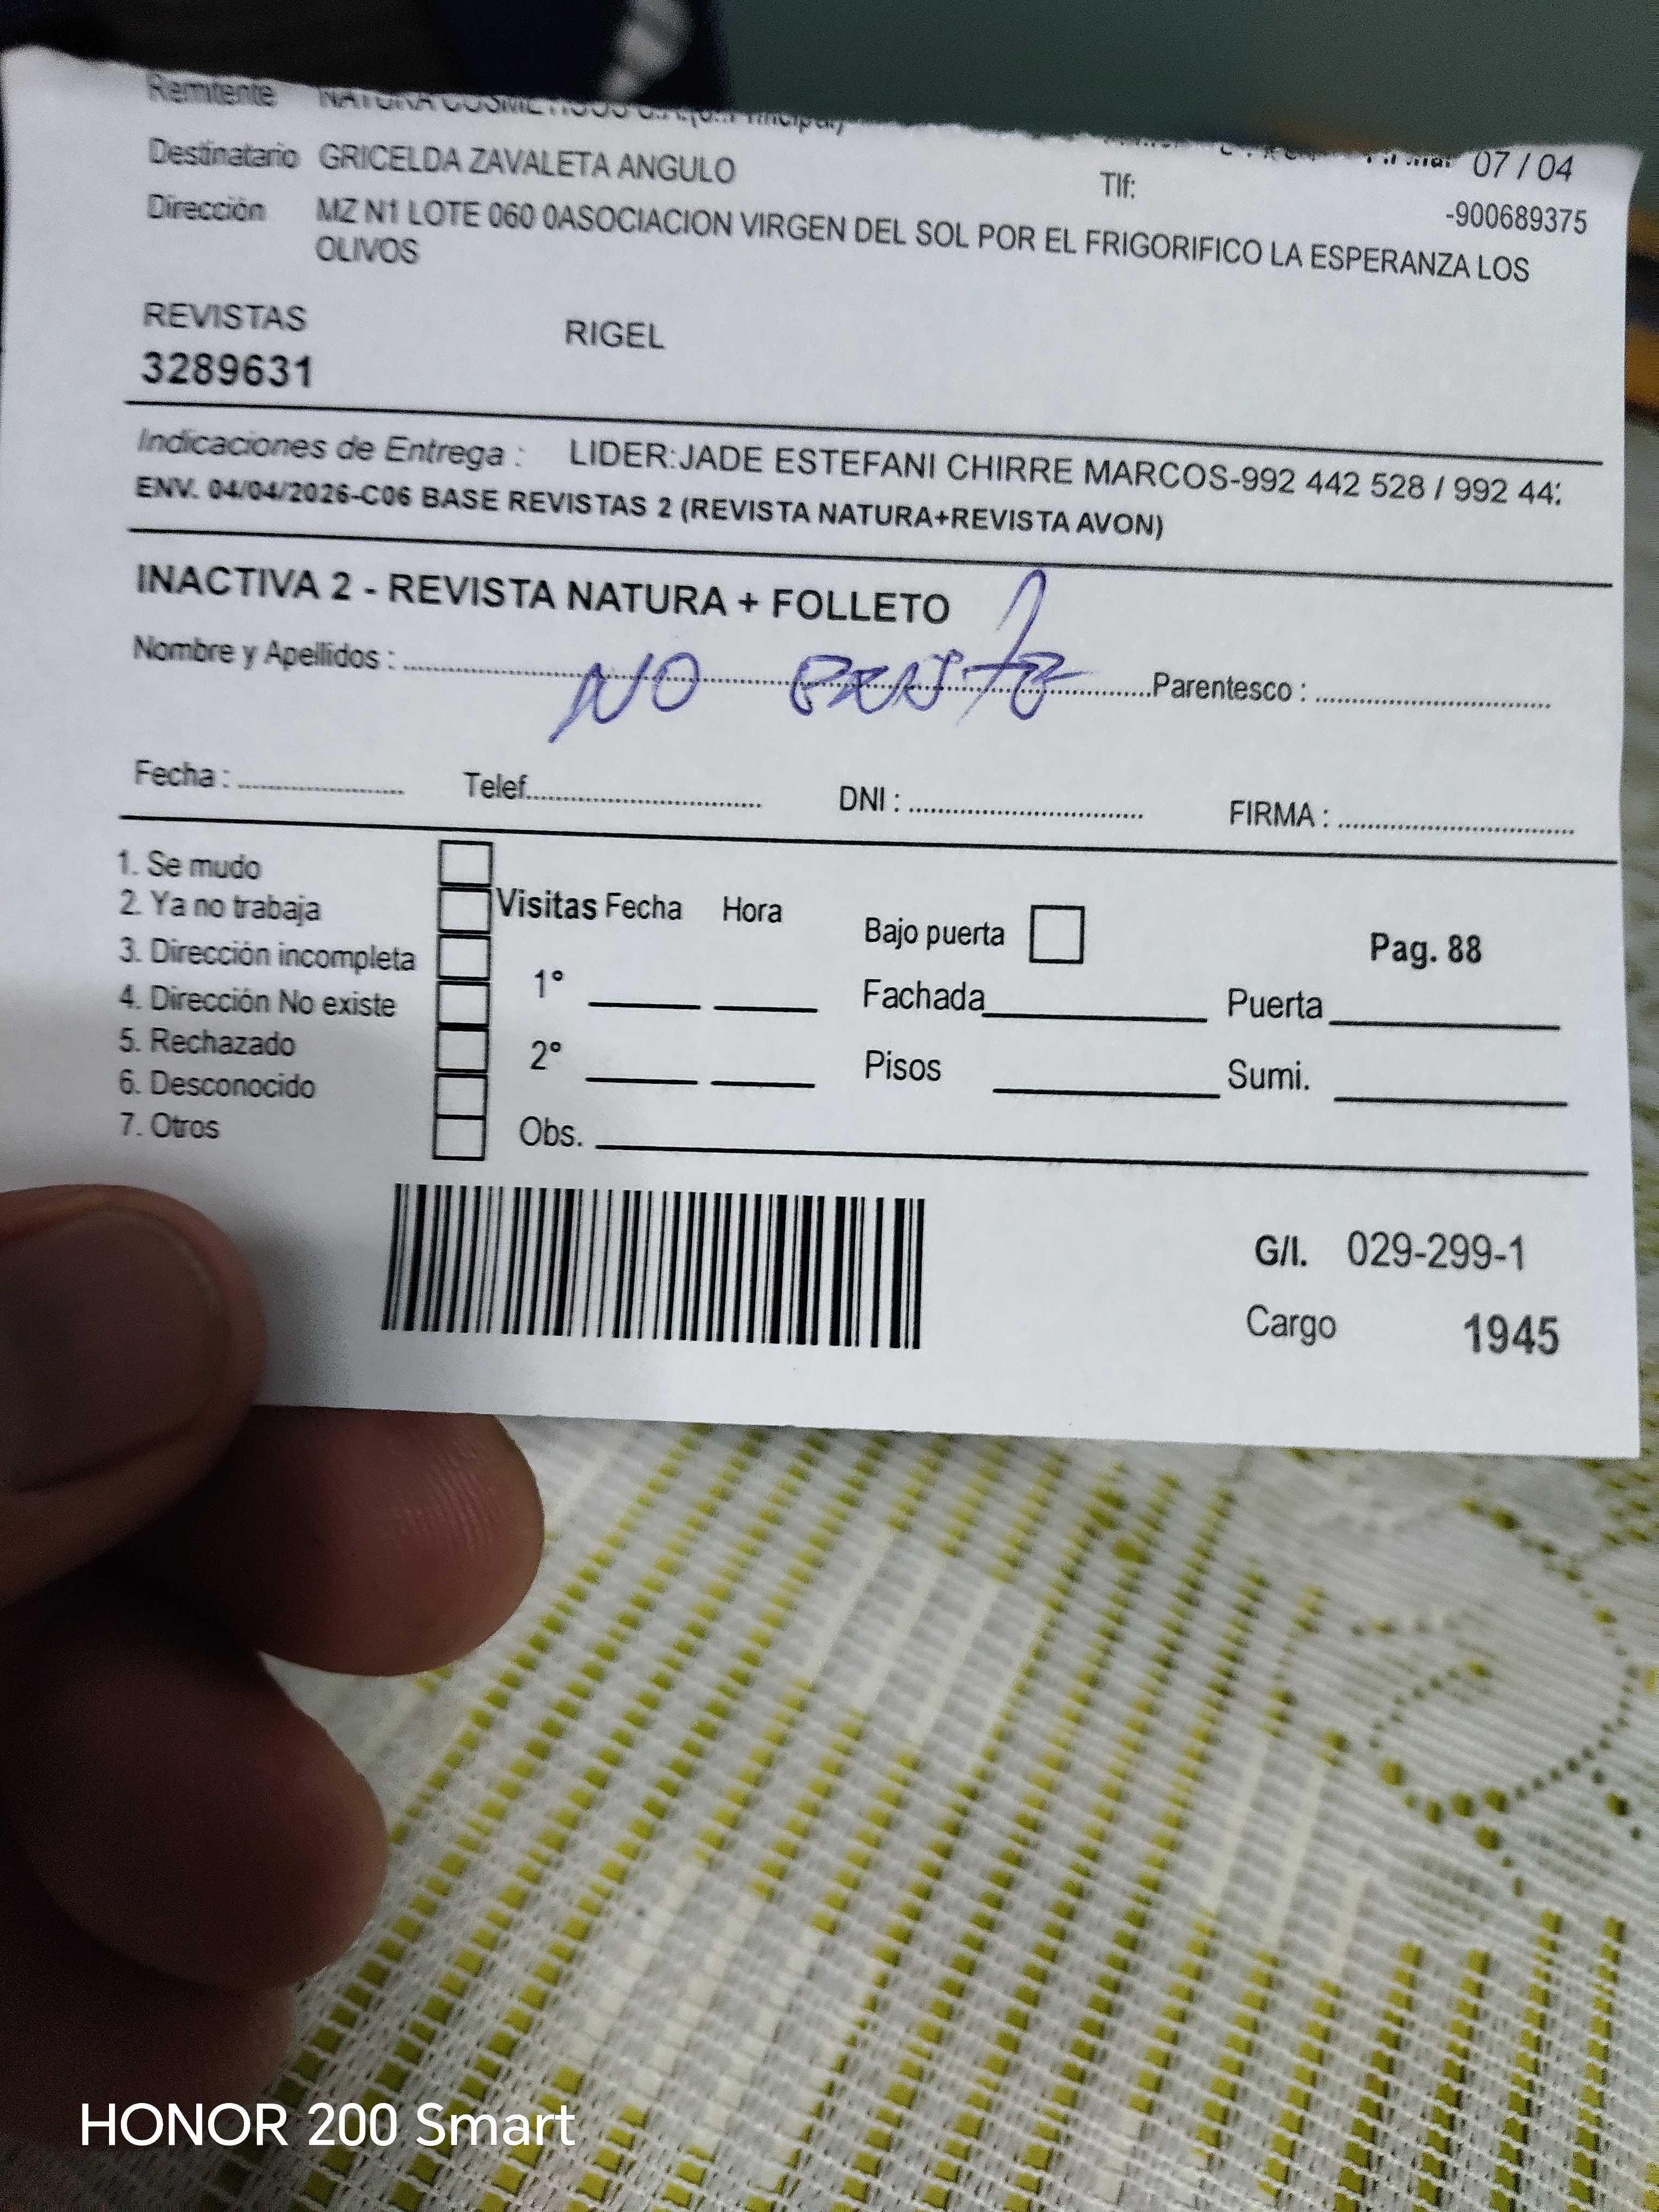 Remitente NATURA COSMETICOS S.A.(O..Principal)
07 / 04
Destinatario GRICELDA ZAVALETA ANGULO Tlf: -900689375
Dirección MZ N1 LOTE 060 0ASOCIACION VIRGEN DEL SOL POR EL FRIGORIFICO LA ESPERANZA LOS
OLIVOS
REVISTAS RIGEL
3289631
Indicaciones de Entrega : LIDER:JADE ESTEFANI CHIRRE MARCOS-992 442 528 / 992 44
ENV. 04/04/2026-C06 BASE REVISTAS 2 (REVISTA NATURA+REVISTA AVON)
INACTIVA 2 - REVISTA NATURA + FOLLETO
Nombre y Apellidos : NO EXISTE Parentesco :
Fecha : Telef. DNI : FIRMA :
1. Se mudo
2. Ya no trabaja Visitas Fecha Hora Bajo puerta Pag. 88
3. Dirección incompleta 1° Fachada Puerta
4. Dirección No existe
5. Rechazado 2° Pisos Sumi.
6. Desconocido
7. Otros Obs.
G/I. 029-299-1
Cargo 1945
HONOR 200 Smart